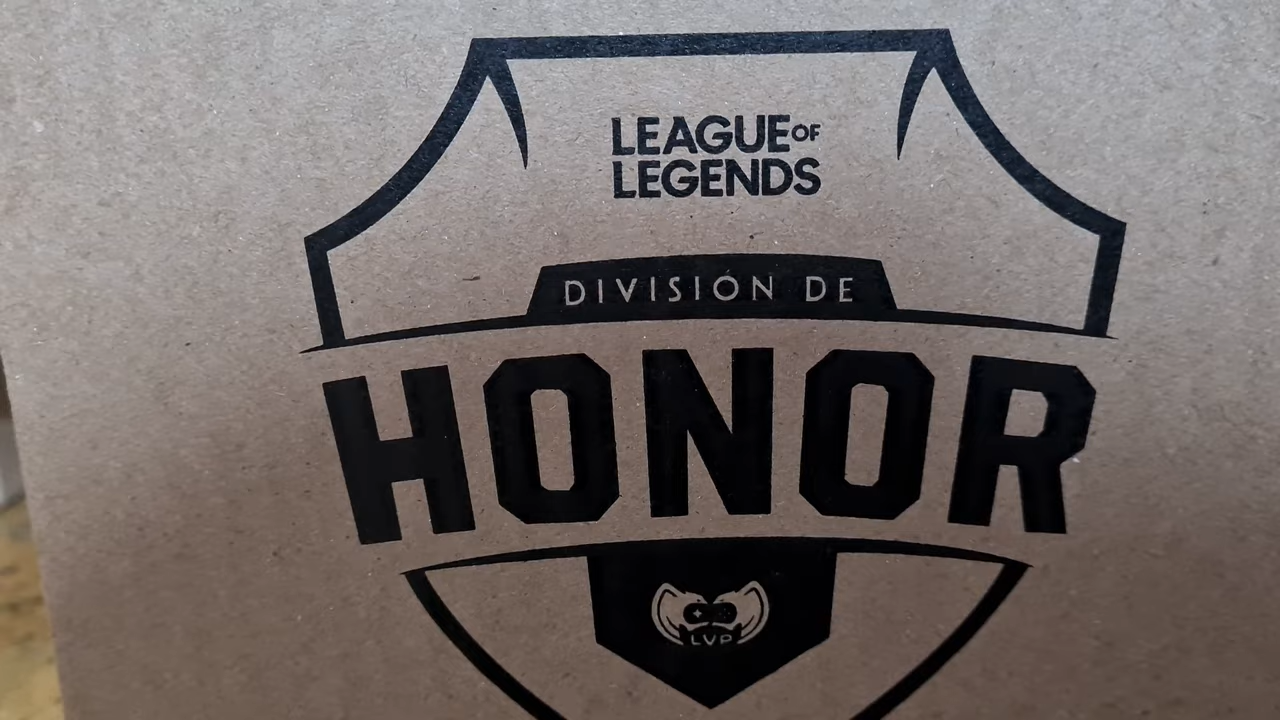 LEAGUE OF
LEGENDS
DIVISIÓN DE
HONOR
LVP